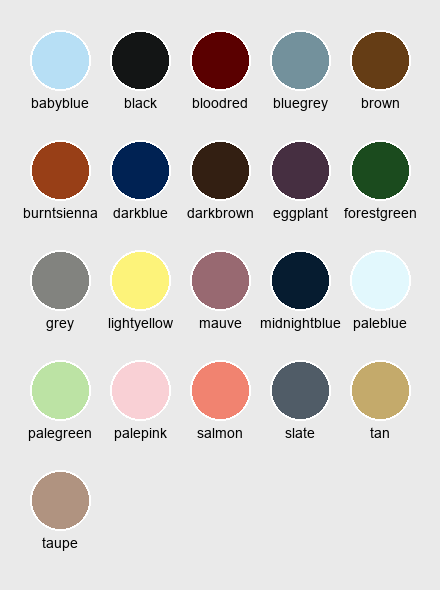 babyblue black bloodred bluegrey brown
burntsienna darkblue darkbrown eggplant forestgreen
grey lightyellow mauve midnightblue paleblue
palegreen palepink salmon slate tan
taupe